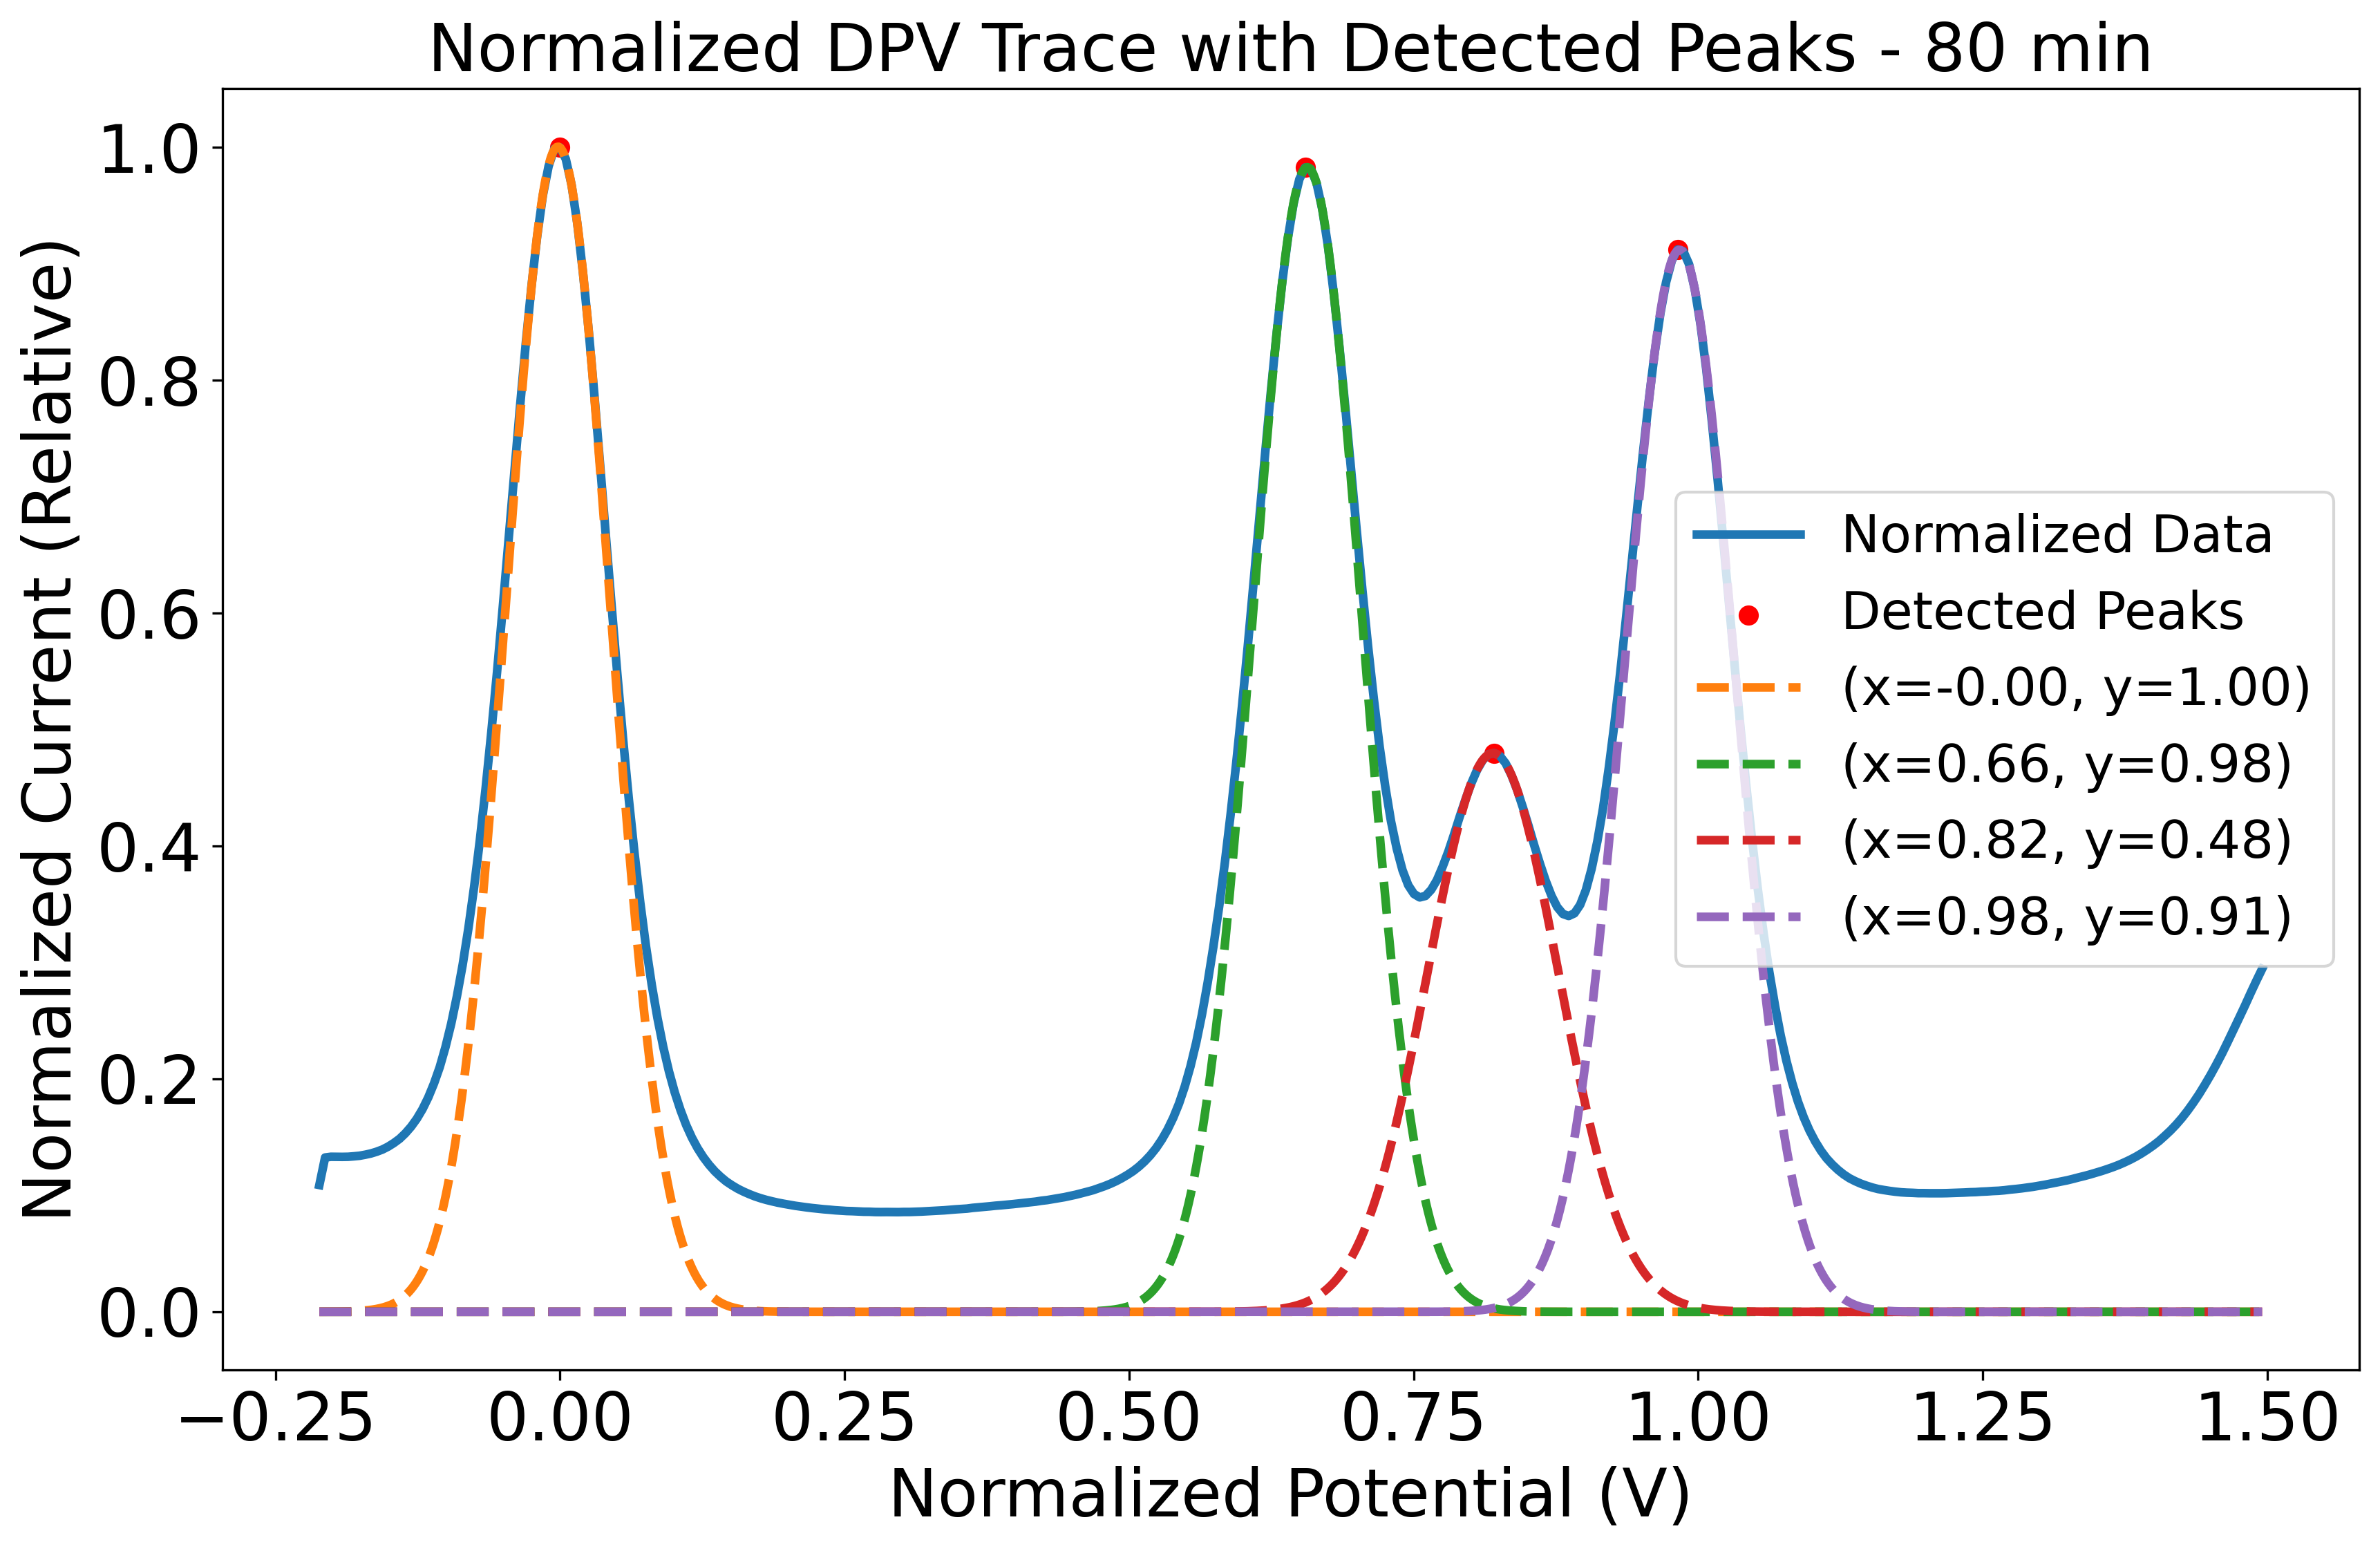 Normalized DPV Trace with Detected Peaks - 80 min
Normalized Current (Relative)
1.0
0.8
0.6
0.4
0.2
0.0
Normalized Data
Detected Peaks
(x=-0.00, y=1.00)
(x=0.66, y=0.98)
(x=0.82, y=0.48)
(x=0.98, y=0.91)
−0.25 0.00 0.25 0.50 0.75 1.00 1.25 1.50
Normalized Potential (V)